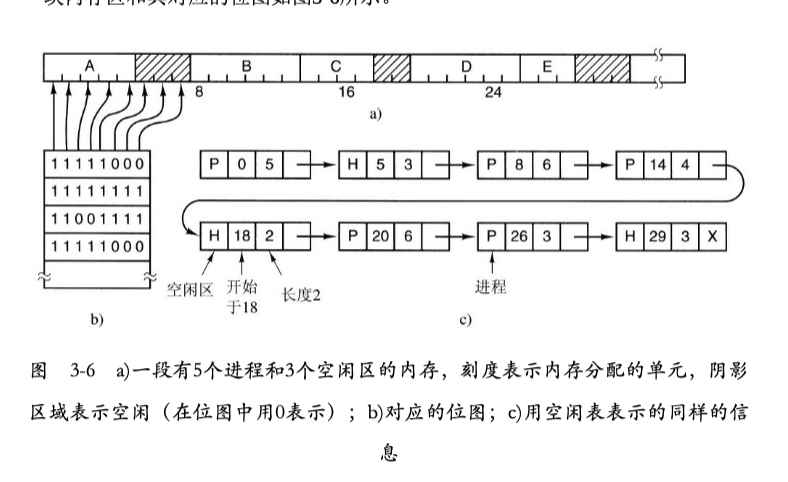 A B C D E
8 16 24
a)
11111000
11111111
11001111
11111000
b)
P 0 5 H 5 3 P 8 6 P 14 4
H 18 2 P 20 6 P 26 3 H 29 3 X
空闲区 开始 长度2 进程
于18
c)
图 3-6 a)一段有5个进程和3个空闲区的内存，刻度表示内存分配的单元，阴影
区域表示空闲（在位图中用0表示）；b)对应的位图；c)用空闲表表示的同样的信
息